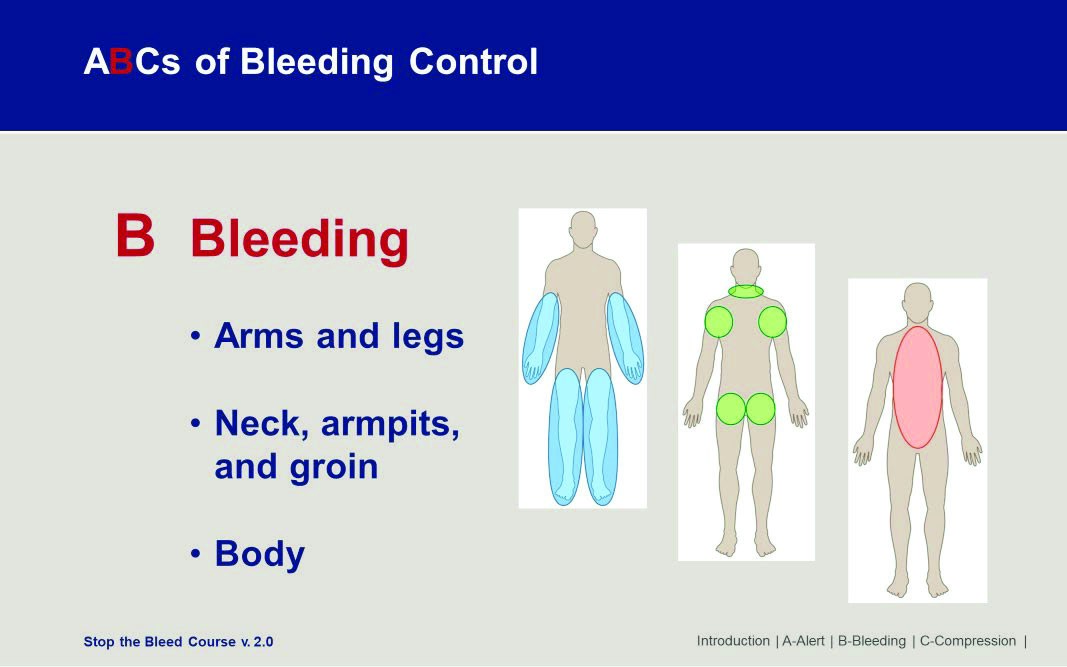 ABCs of Bleeding Control
B Bleeding
• Arms and legs
• Neck, armpits,
and groin
• Body
Stop the Bleed Course v. 2.0
Introduction | A-Alert | B-Bleeding | C-Compression |